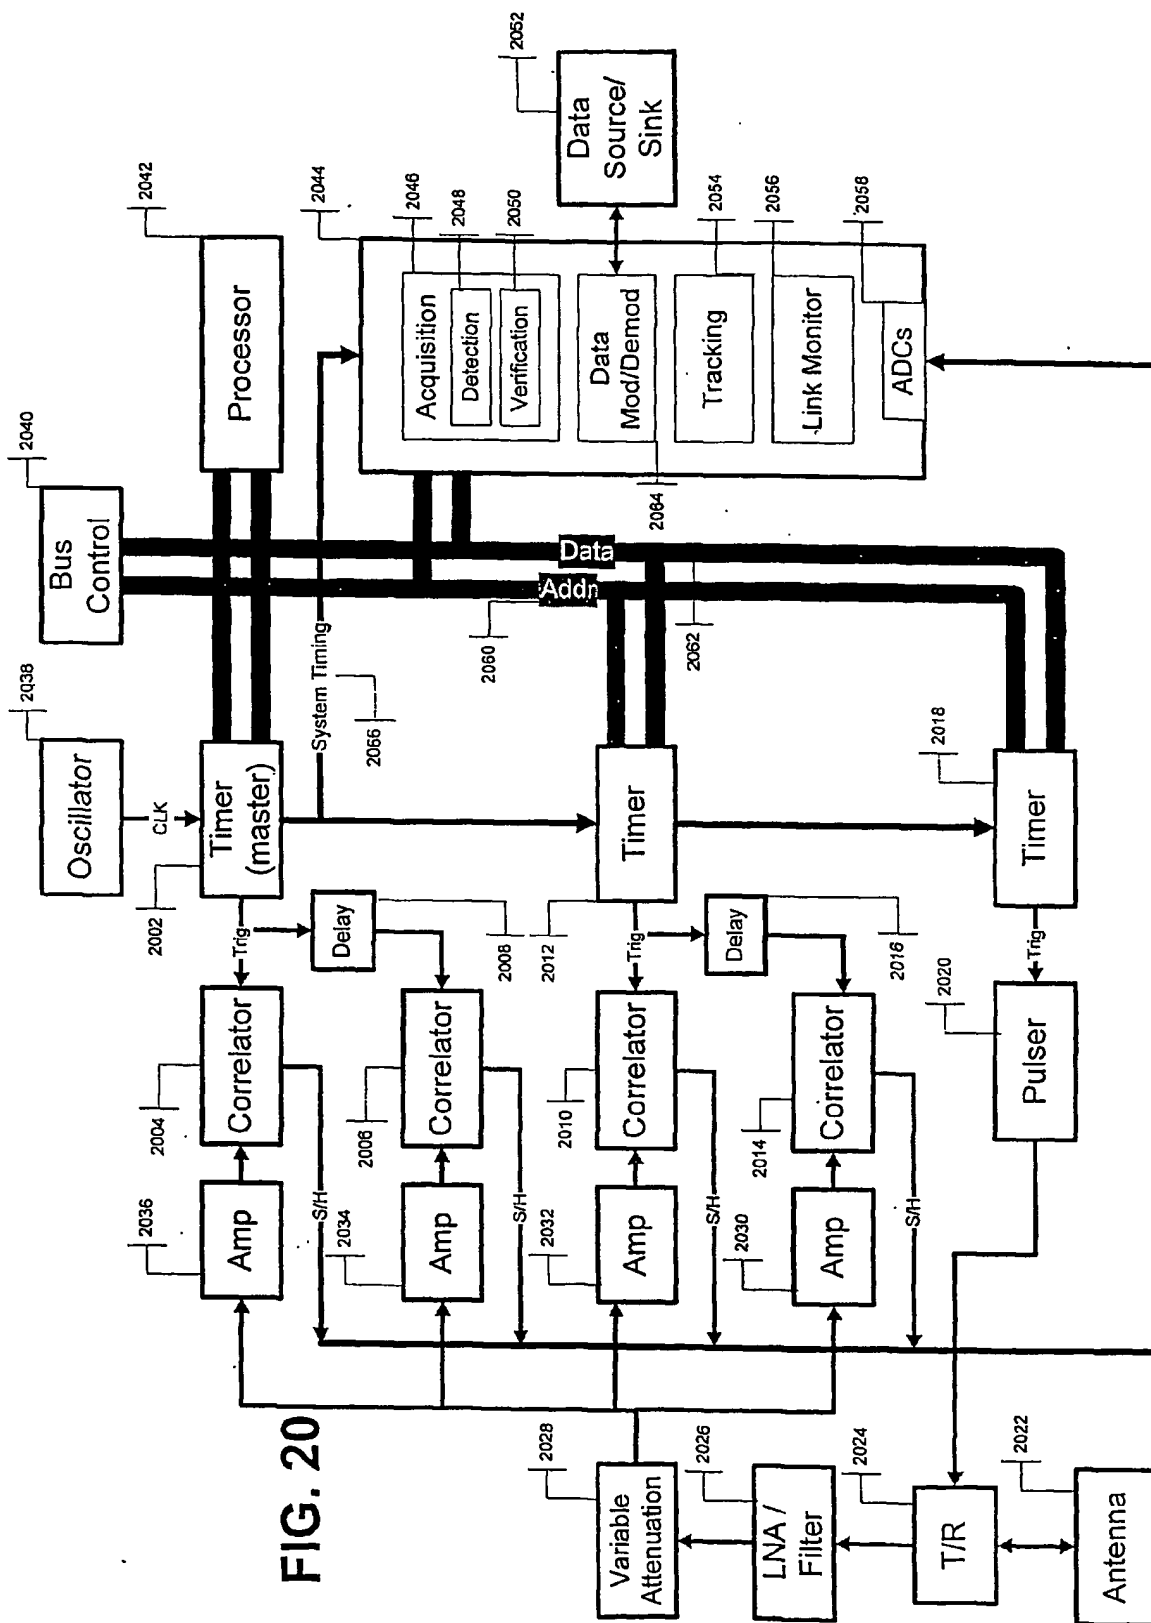 FIG. 20
Antenna
2022
T/R
2024
LNA /
Filter
2026
Variable
Attenuation
2028
Amp
2036
Amp
2034
Amp
2032
Amp
2030
Correlator
2004
Correlator
2006
Correlator
2010
Correlator
2014
S/H
S/H
S/H
S/H
Pulser
2020
Trig
Trig
Trig
Delay
2008
Delay
2016
Timer
(master)
2002
Timer
2012
Timer
2018
Oscillator
2038
CLK
System Timing
2066
Bus
Control
2040
Addr
2060
Data
2062
Processor
2042
2044
Acquisition
2046
Detection
2048
Verification
2050
Data
Mod/Demod
2064
Tracking
2054
Link Monitor
2056
ADCs
2058
Data
Source/
Sink
2052